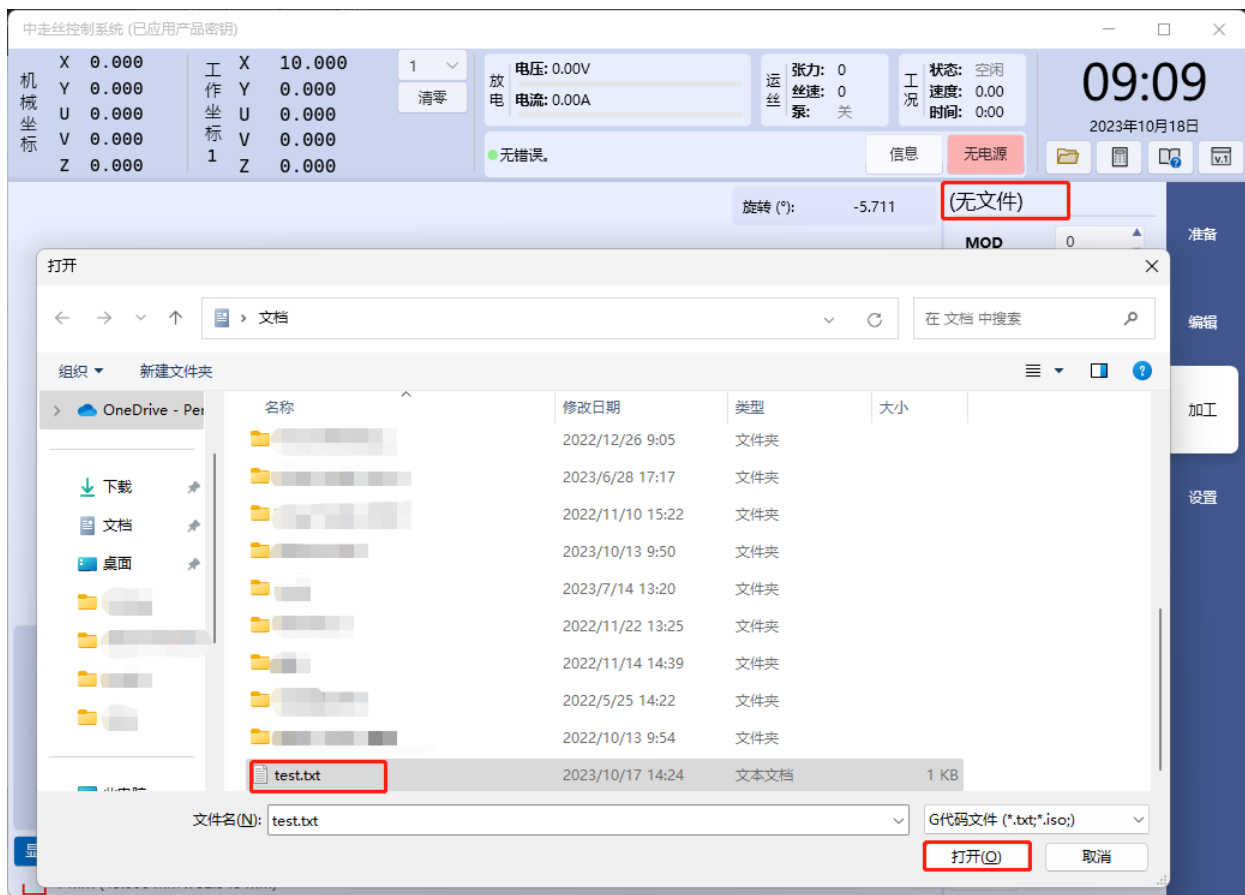 中走丝控制系统 (已应用产品密钥)
机械坐标
X 0.000
Y 0.000
U 0.000
V 0.000
Z 0.000
工作坐标 1
X 10.000
Y 0.000
U 0.000
V 0.000
Z 0.000
1
清零
放电
电压: 0.00V
电流: 0.00A
运丝
张力: 0
丝速: 0
泵: 关
工况
状态: 空闲
速度: 0.00
时间: 0:00
无错误。
信息
无电源
09:09
2023年10月18日
v.1
旋转 (°): -5.711
(无文件)
MOD 0
准备
编辑
加工
设置
打开
文档
在 文档 中搜索
组织 新建文件夹
OneDrive - Per
下载
文档
桌面
名称 修改日期 类型 大小
2022/12/26 9:05 文件夹
2023/6/28 17:17 文件夹
2022/11/10 15:22 文件夹
2023/10/13 9:50 文件夹
2023/7/14 13:20 文件夹
2022/11/22 13:25 文件夹
2022/11/14 14:39 文件夹
2022/5/25 14:22 文件夹
2022/10/13 9:54 文件夹
test.txt 2023/10/17 14:24 文本文档 1 KB
文件名(N): test.txt
G代码文件 (*.txt;*.iso;)
打开(O) 取消